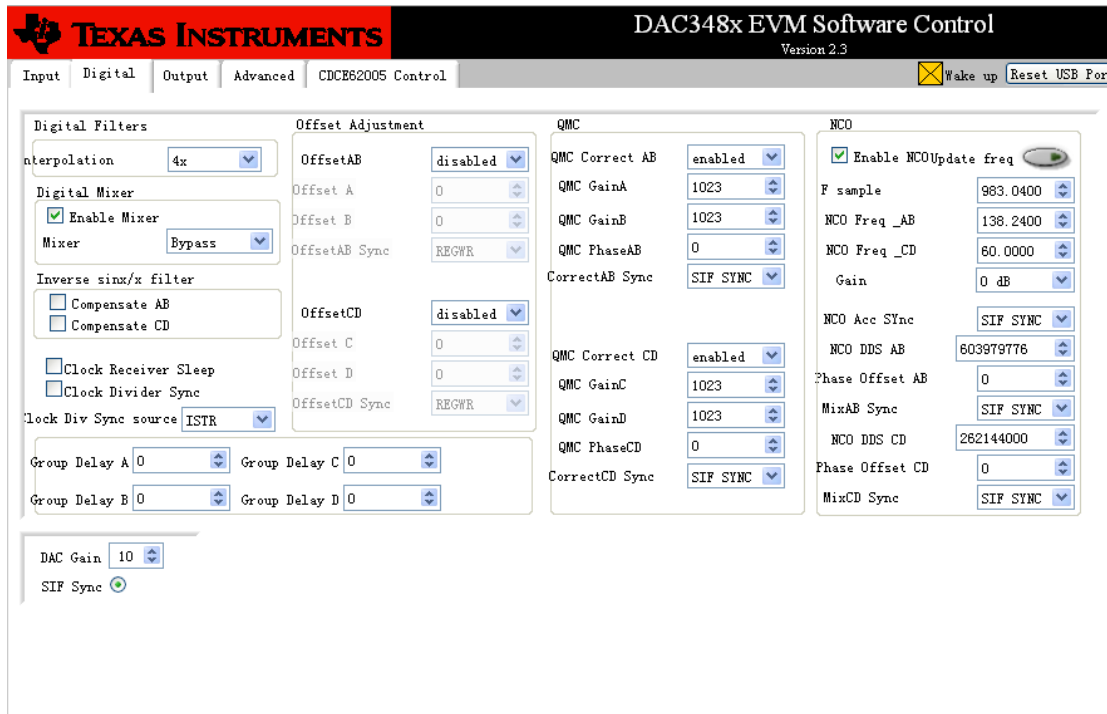 TEXAS INSTRUMENTS
DAC348x EVM Software Control
Version 2.3
Input Digital Output Advanced CDCE62005 Control
Wake up Reset USB Por
Digital Filters
nterpolation 4x
Digital Mixer
Enable Mixer
Mixer Bypass
Inverse sinx/x filter
Compensate AB
Compensate CD
Clock Receiver Sleep
Clock Divider Sync
lock Div Sync source ISTR
Group Delay A 0 Group Delay C 0
Group Delay B 0 Group Delay D 0
Offset Adjustment
OffsetAB disabled
Offset A 0
Offset B 0
OffsetAB Sync REGWR
OffsetCD disabled
Offset C 0
Offset D 0
OffsetCD Sync REGWR
QMC
QMC Correct AB enabled
QMC GainA 1023
QMC GainB 1023
QMC PhaseAB 0
CorrectAB Sync SIF SYNC
QMC Correct CD enabled
QMC GainC 1023
QMC GainD 1023
QMC PhaseCD 0
CorrectCD Sync SIF SYNC
NCO
Enable NCO Update freq
F sample 983.0400
NCO Freq _AB 138.2400
NCO Freq _CD 60.0000
Gain 0 dB
NCO Acc SYnc SIF SYNC
NCO DDS AB 603979776
Phase Offset AB 0
MixAB Sync SIF SYNC
NCO DDS CD 262144000
Phase Offset CD 0
MixCD Sync SIF SYNC
DAC Gain 10
SIF Sync